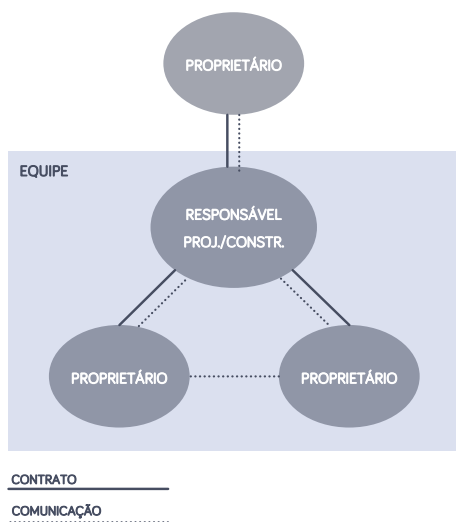 PROPRIETÁRIO
EQUIPE
RESPONSÁVEL
PROJ./CONSTR.
PROPRIETÁRIO
PROPRIETÁRIO
CONTRATO
COMUNICAÇÃO